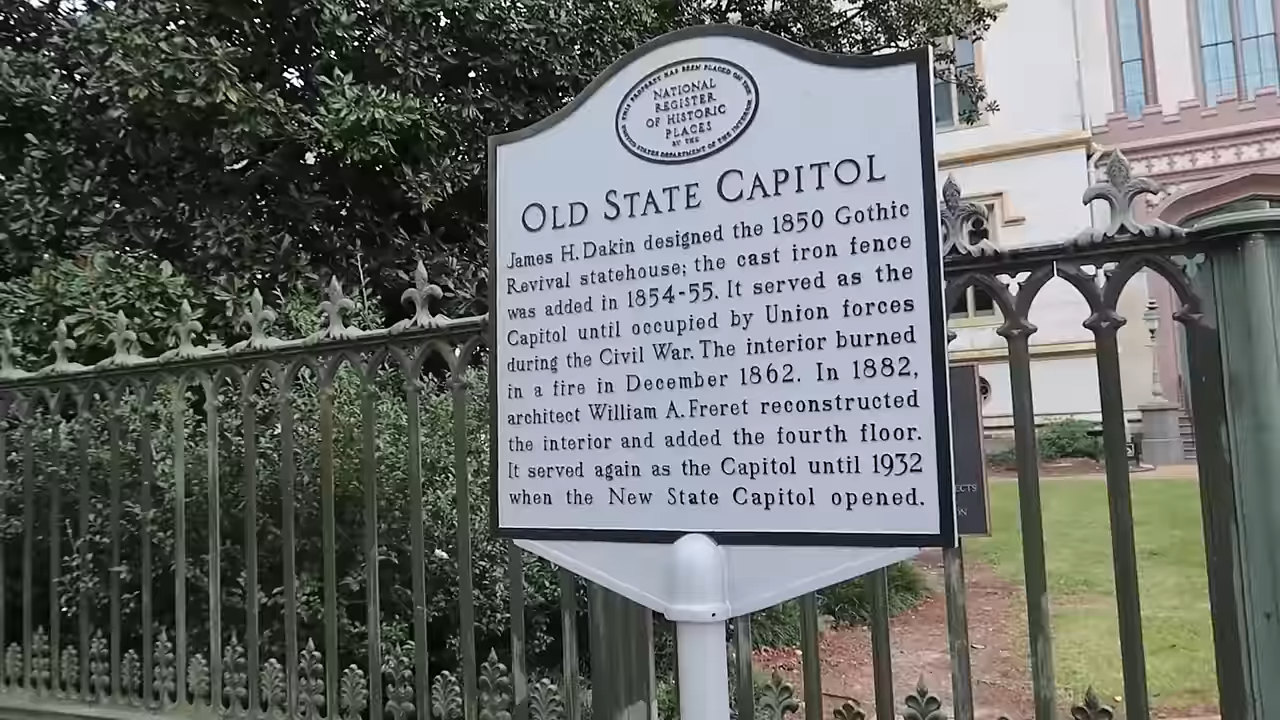 THIS PROPERTY HAS BEEN PLACED ON THE
NATIONAL
REGISTER
OF HISTORIC
PLACES
BY THE
UNITED STATES DEPARTMENT OF THE INTERIOR
OLD STATE CAPITOL
James H. Dakin designed the 1850 Gothic
Revival statehouse; the cast iron fence
was added in 1854-55. It served as the
Capitol until occupied by Union forces
during the Civil War. The interior burned
in a fire in December 1862. In 1882,
architect William A. Freret reconstructed
the interior and added the fourth floor.
It served again as the Capitol until 1932
when the New State Capitol opened.